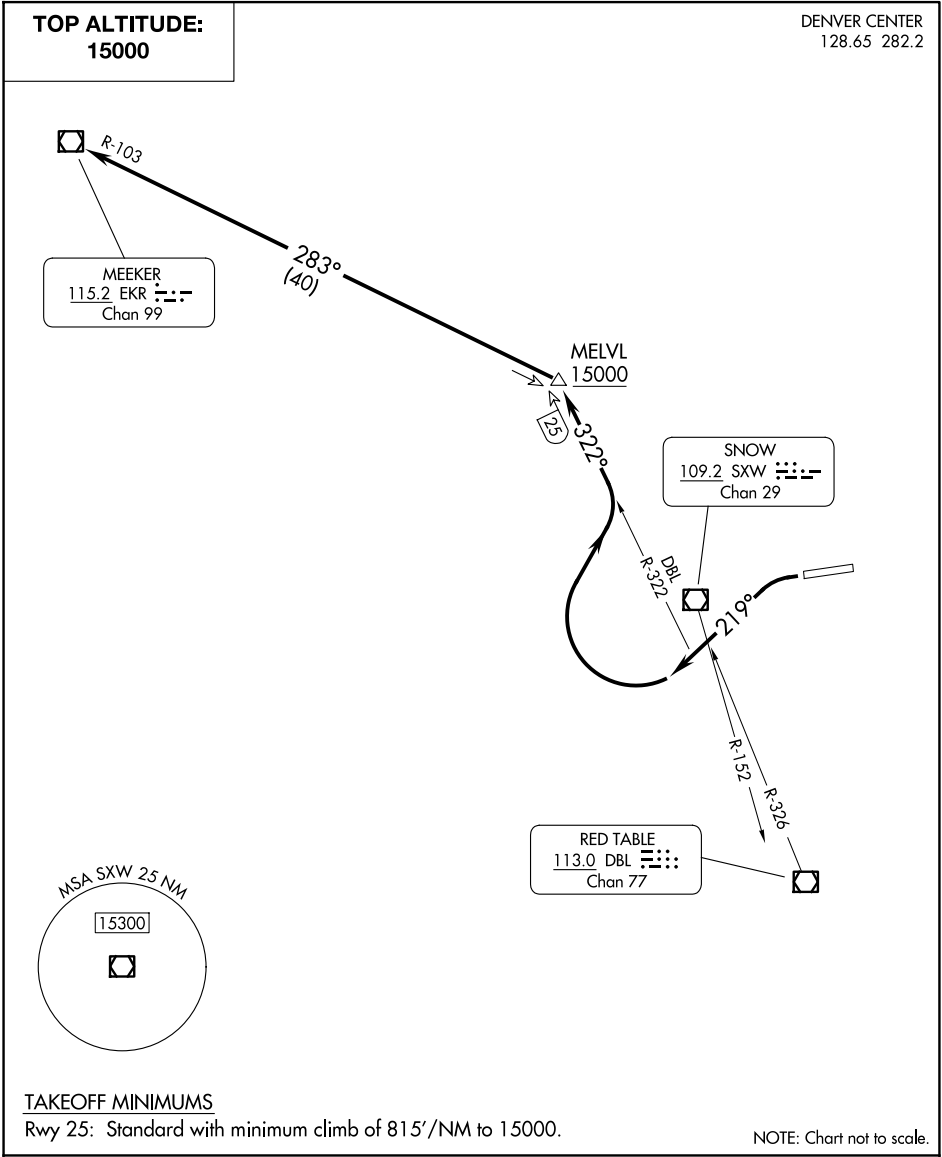 TOP ALTITUDE:
15000
DENVER CENTER
128.65 282.2
R-103
283°
(40)
MEEKER
115.2 EKR
Chan 99
MELVL
15000
25
322°
SNOW
109.2 SXW
Chan 29
DBL
R-322
219°
R-152
R-326
RED TABLE
113.0 DBL
Chan 77
MSA SXW 25 NM
15300
TAKEOFF MINIMUMS
Rwy 25: Standard with minimum climb of 815'/NM to 15000.
NOTE: Chart not to scale.